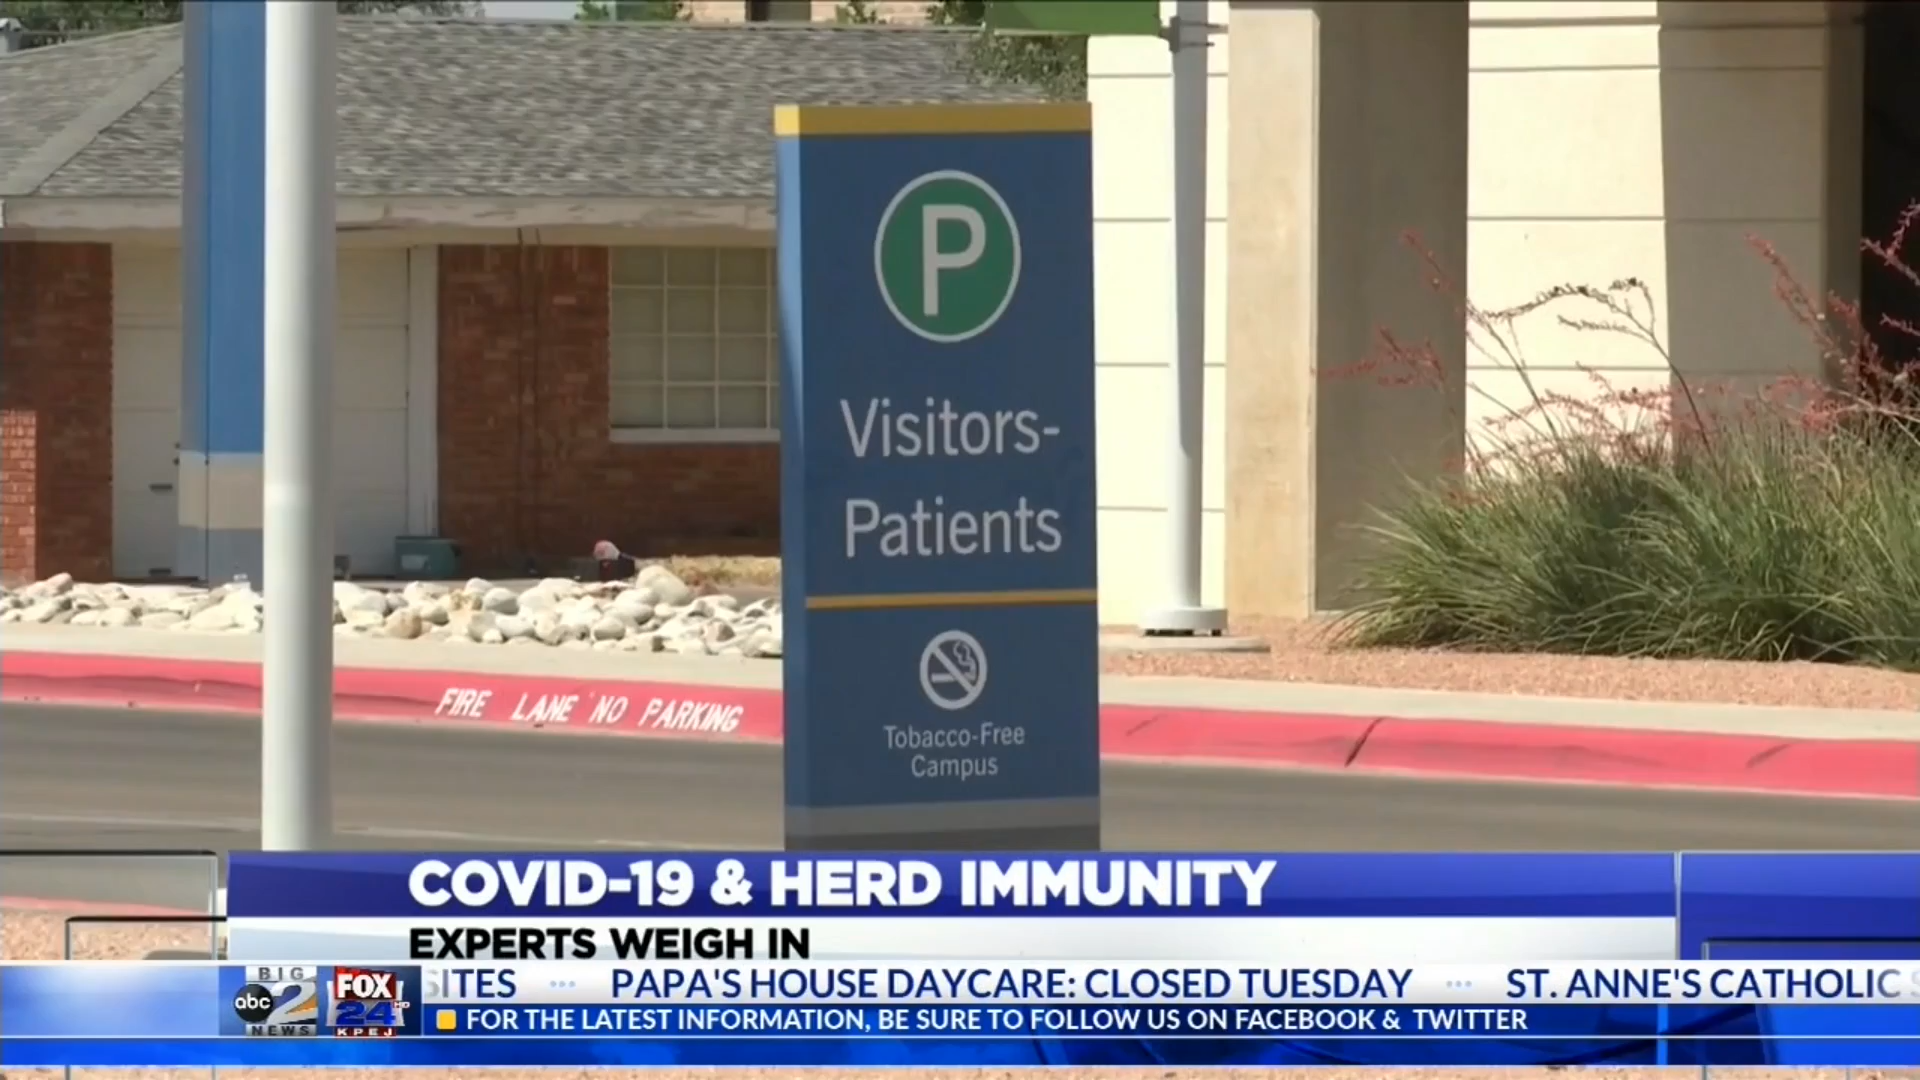 P
Visitors-
Patients
Tobacco-Free
Campus
FIRE LANE NO PARKING
COVID-19 & HERD IMMUNITY
EXPERTS WEIGH IN
BIG
abc 2
NEWS
FOX
24 HD
KPEJ
SITES ... PAPA'S HOUSE DAYCARE: CLOSED TUESDAY ... ST. ANNE'S CATHOLIC S
FOR THE LATEST INFORMATION, BE SURE TO FOLLOW US ON FACEBOOK & TWITTER